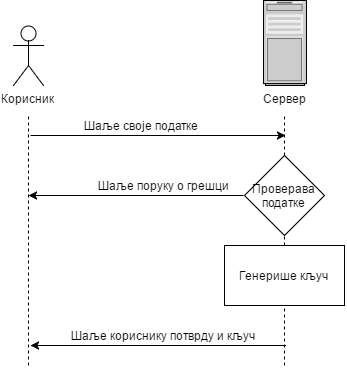 Корисник
Сервер
Шаље своје податке
Шаље поруку о грешци
Проверава
податке
Генерише кључ
Шаље кориснику потврду и кључ